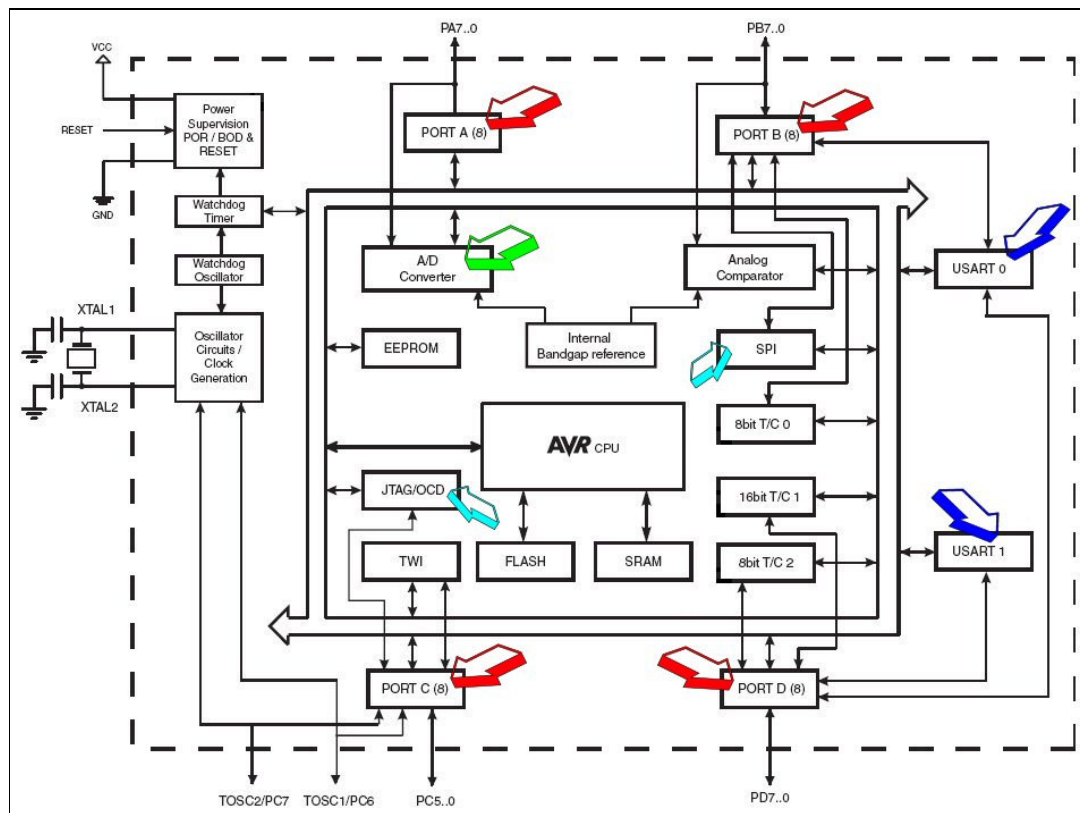 PA7..0
PB7..0
VCC
Power
Supervision
POR / BOD &
RESET
RESET
GND
PORT A (8)
PORT B (8)
Watchdog
Timer
Watchdog
Oscillator
A/D
Converter
Analog
Comparator
USART 0
XTAL1
XTAL2
Oscillator
Circuits /
Clock
Generation
EEPROM
Internal
Bandgap reference
SPI
8bit T/C 0
AVR CPU
JTAG/OCD
16bit T/C 1
TWI
FLASH
SRAM
8bit T/C 2
USART 1
PORT C (8)
PORT D (8)
TOSC2/PC7
TOSC1/PC6
PC5..0
PD7..0